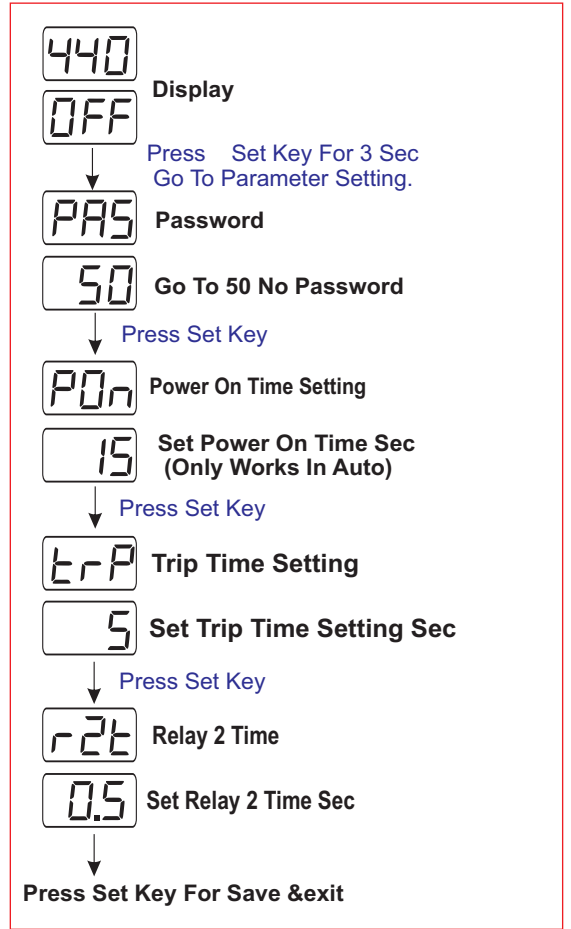 440
Display
OFF
Press Set Key For 3 Sec
Go To Parameter Setting.
PAS Password
50 Go To 50 No Password
Press Set Key
POn Power On Time Setting
15 Set Power On Time Sec
(Only Works In Auto)
Press Set Key
trP Trip Time Setting
5 Set Trip Time Setting Sec
Press Set Key
r2t Relay 2 Time
0.5 Set Relay 2 Time Sec
Press Set Key For Save &exit